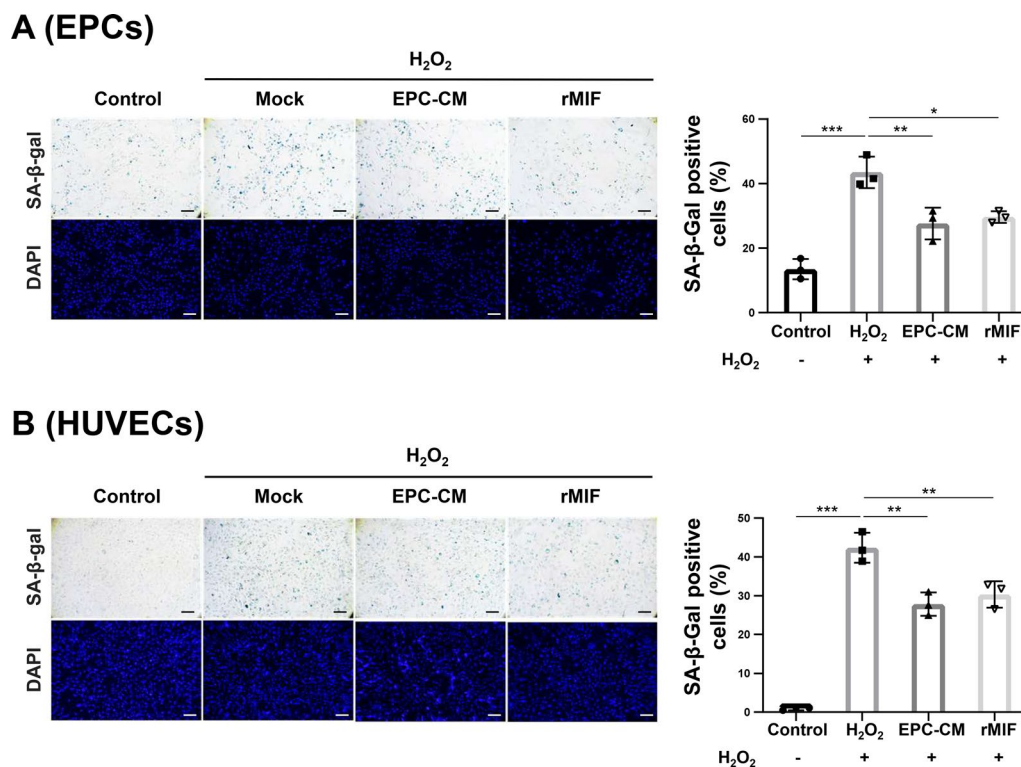 A (EPCs)
H₂O₂
Control Mock EPC-CM rMIF
SA-β-gal
DAPI
SA-β-Gal positive
cells (%)
60
40
20
0
***
**
*
Control H₂O₂ EPC-CM rMIF
H₂O₂ - + + +
B (HUVECs)
H₂O₂
Control Mock EPC-CM rMIF
SA-β-gal
DAPI
SA-β-Gal positive
cells (%)
50
40
30
20
10
0
***
**
**
Control H₂O₂ EPC-CM rMIF
H₂O₂ - + + +